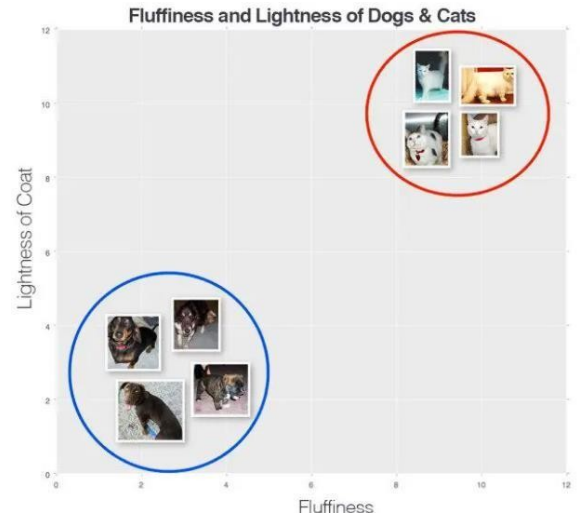 Fluffiness and Lightness of Dogs & Cats
12
10
8
6
4
2
0
Lightness of Coat
0 2 4 6 8 10 12
Fluffiness